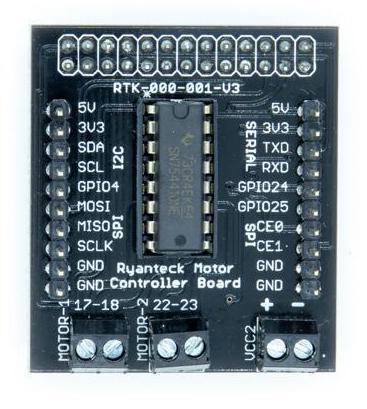 RTK-000-001-V3
5V
3V3
SDA
SCL
GPIO4
MOSI
MISO
SCLK
GND
GND
I2C
SPI
73CR4EK64
SN754410NE
5V
3V3
TXD
RXD
GPIO24
GPIO25
CE0
CE1
GND
GND
SERIAL
SPI
Ryanteck Motor
Controller Board
MOTOR-1
17-18
MOTOR-2
22-23
VCC2
+ -